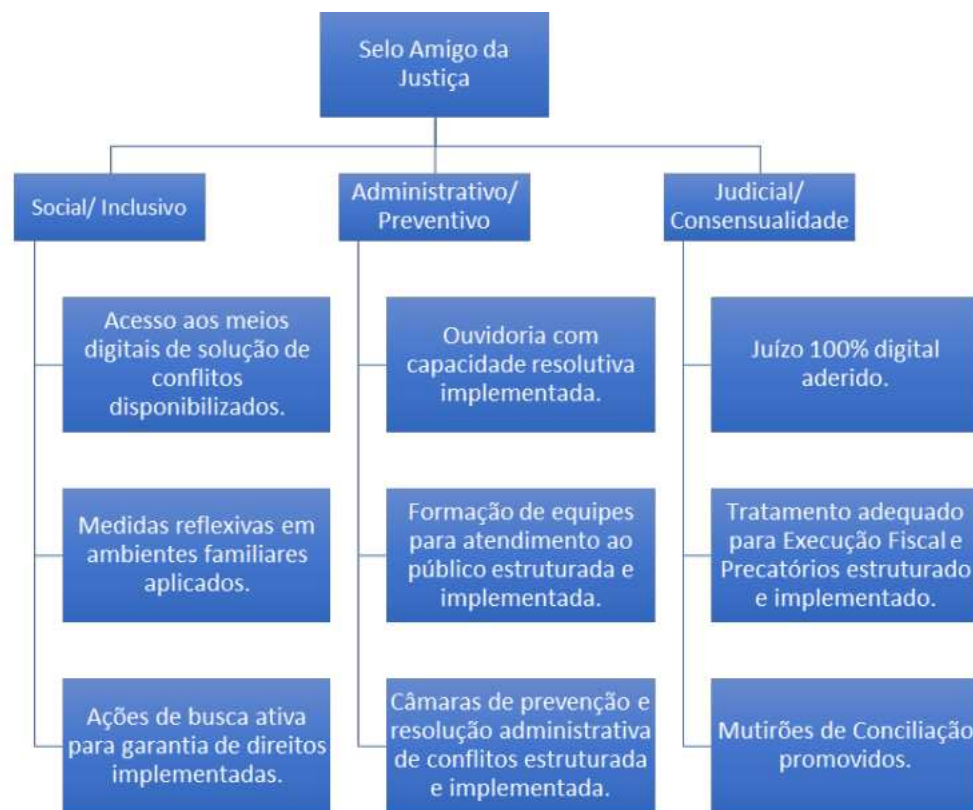 Selo Amigo da
Justiça
Social/ Inclusivo
Administrativo/
Preventivo
Judicial/
Consensualidade
Acesso aos meios
digitais de solução de
conflitos
disponibilizados.
Ouvidoria com
capacidade resolutiva
implementada.
Juízo 100% digital
aderido.
Medidas reflexivas em
ambientes familiares
aplicados.
Formação de equipes
para atendimento ao
público estruturada e
implementada.
Tratamento adequado
para Execução Fiscal e
Precatórios estruturado
e implementado.
Ações de busca ativa
para garantia de direitos
implementadas.
Câmaras de prevenção e
resolução administrativa
de conflitos estruturada
e implementada.
Mutirões de Conciliação
promovidos.